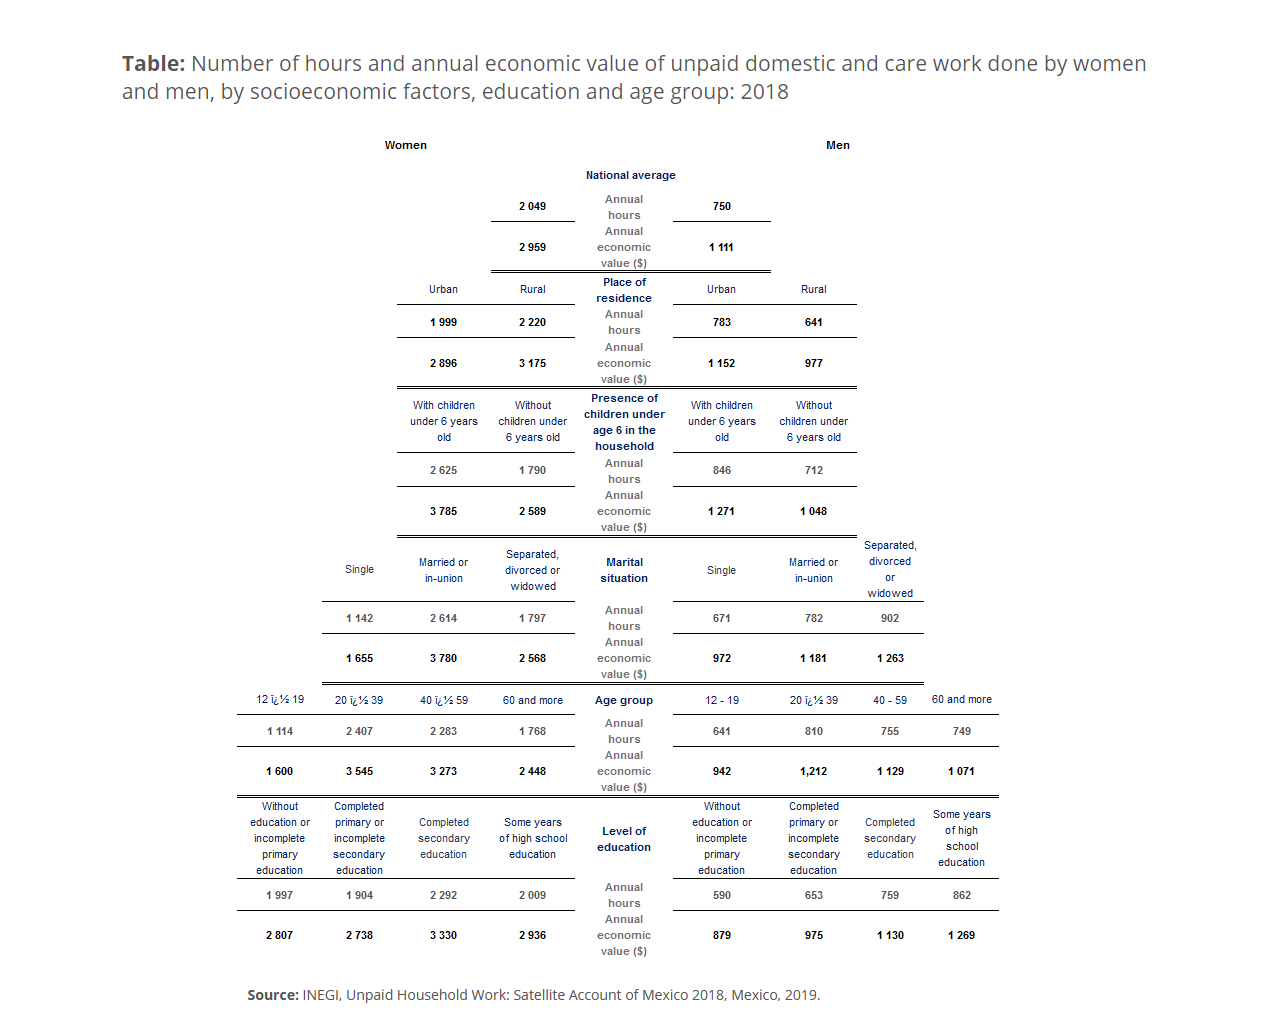 Table: Number of hours and annual economic value of unpaid domestic and care work done by women
and men, by socioeconomic factors, education and age group: 2018
Women Men
National average
2 049 Annual hours 750
2 959 Annual economic value ($) 1 111
Urban Rural Place of residence Urban Rural
1 999 2 220 Annual hours 783 641
2 896 3 175 Annual economic value ($) 1 152 977
With children under 6 years old Without children under 6 years old Presence of children under age 6 in the household With children under 6 years old Without children under 6 years old
2 625 1 790 Annual hours 846 712
3 785 2 589 Annual economic value ($) 1 271 1 048
Single Married or in-union Separated, divorced or widowed Marital situation Single Married or in-union Separated, divorced or widowed
1 142 2 614 1 797 Annual hours 671 782 902
1 655 3 780 2 568 Annual economic value ($) 972 1 181 1 263
12 ï¿½ 19 20 ï¿½ 39 40 ï¿½ 59 60 and more Age group 12 - 19 20 ï¿½ 39 40 - 59 60 and more
1 114 2 407 2 283 1 768 Annual hours 641 810 755 749
1 600 3 545 3 273 2 448 Annual economic value ($) 942 1,212 1 129 1 071
Without education or incomplete primary education Completed primary or incomplete secondary education Completed secondary education Some years of high school education Level of education Without education or incomplete primary education Completed primary or incomplete secondary education Completed secondary education Some years of high school education
1 997 1 904 2 292 2 009 Annual hours 590 653 759 862
2 807 2 738 3 330 2 936 Annual economic value ($) 879 975 1 130 1 269
Source: INEGI, Unpaid Household Work: Satellite Account of Mexico 2018, Mexico, 2019.